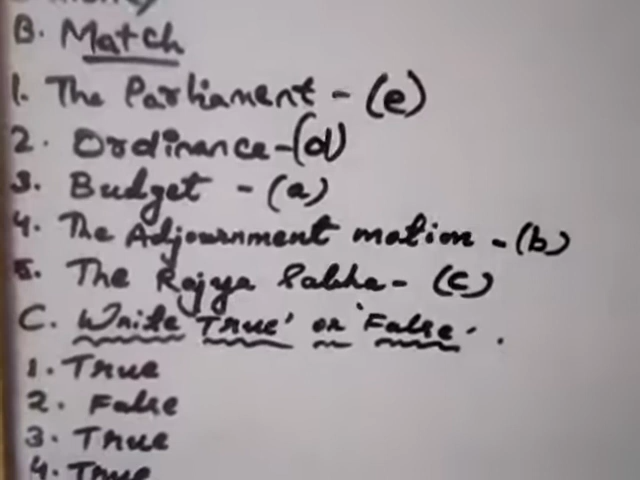 B. Match
1. The Parliament - (e)
2. Ordinance - (d)
3. Budget - (a)
4. The Adjournment motion - (b)
5. The Rajya Sabha - (c)
C. Write 'True' or 'False'.
1. True
2. False
3. True
4. True